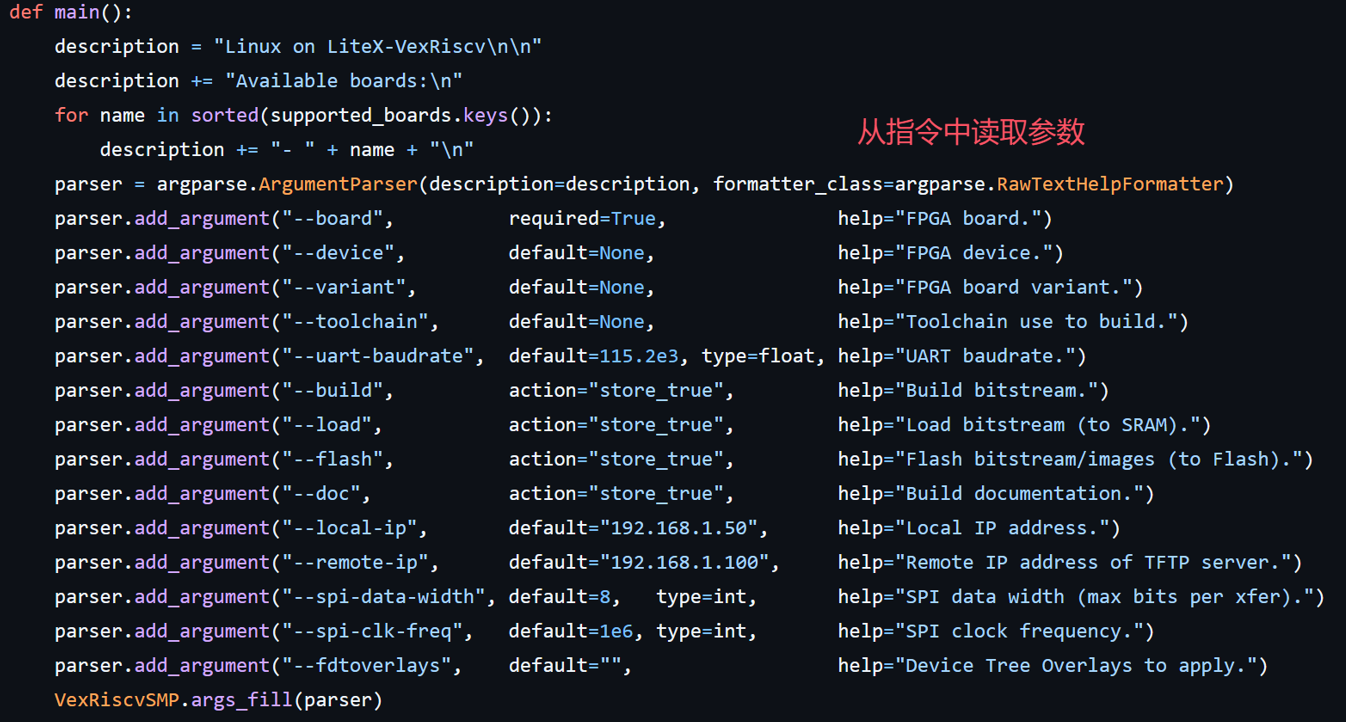 def main():
    description = "Linux on LiteX-VexRiscv\n\n"
    description += "Available boards:\n"
    for name in sorted(supported_boards.keys()):
从指令中读取参数
        description += "- " + name + "\n"
    parser = argparse.ArgumentParser(description=description, formatter_class=argparse.RawTextHelpFormatter)
    parser.add_argument("--board",          required=True,               help="FPGA board.")
    parser.add_argument("--device",         default=None,                help="FPGA device.")
    parser.add_argument("--variant",        default=None,                help="FPGA board variant.")
    parser.add_argument("--toolchain",      default=None,                help="Toolchain use to build.")
    parser.add_argument("--uart-baudrate",  default=115.2e3, type=float, help="UART baudrate.")
    parser.add_argument("--build",          action="store_true",         help="Build bitstream.")
    parser.add_argument("--load",           action="store_true",         help="Load bitstream (to SRAM).")
    parser.add_argument("--flash",          action="store_true",         help="Flash bitstream/images (to Flash).")
    parser.add_argument("--doc",            action="store_true",         help="Build documentation.")
    parser.add_argument("--local-ip",       default="192.168.1.50",      help="Local IP address.")
    parser.add_argument("--remote-ip",      default="192.168.1.100",     help="Remote IP address of TFTP server.")
    parser.add_argument("--spi-data-width", default=8,   type=int,       help="SPI data width (max bits per xfer).")
    parser.add_argument("--spi-clk-freq",   default=1e6, type=int,       help="SPI clock frequency.")
    parser.add_argument("--fdtoverlays",    default="",                  help="Device Tree Overlays to apply.")
    VexRiscvSMP.args_fill(parser)